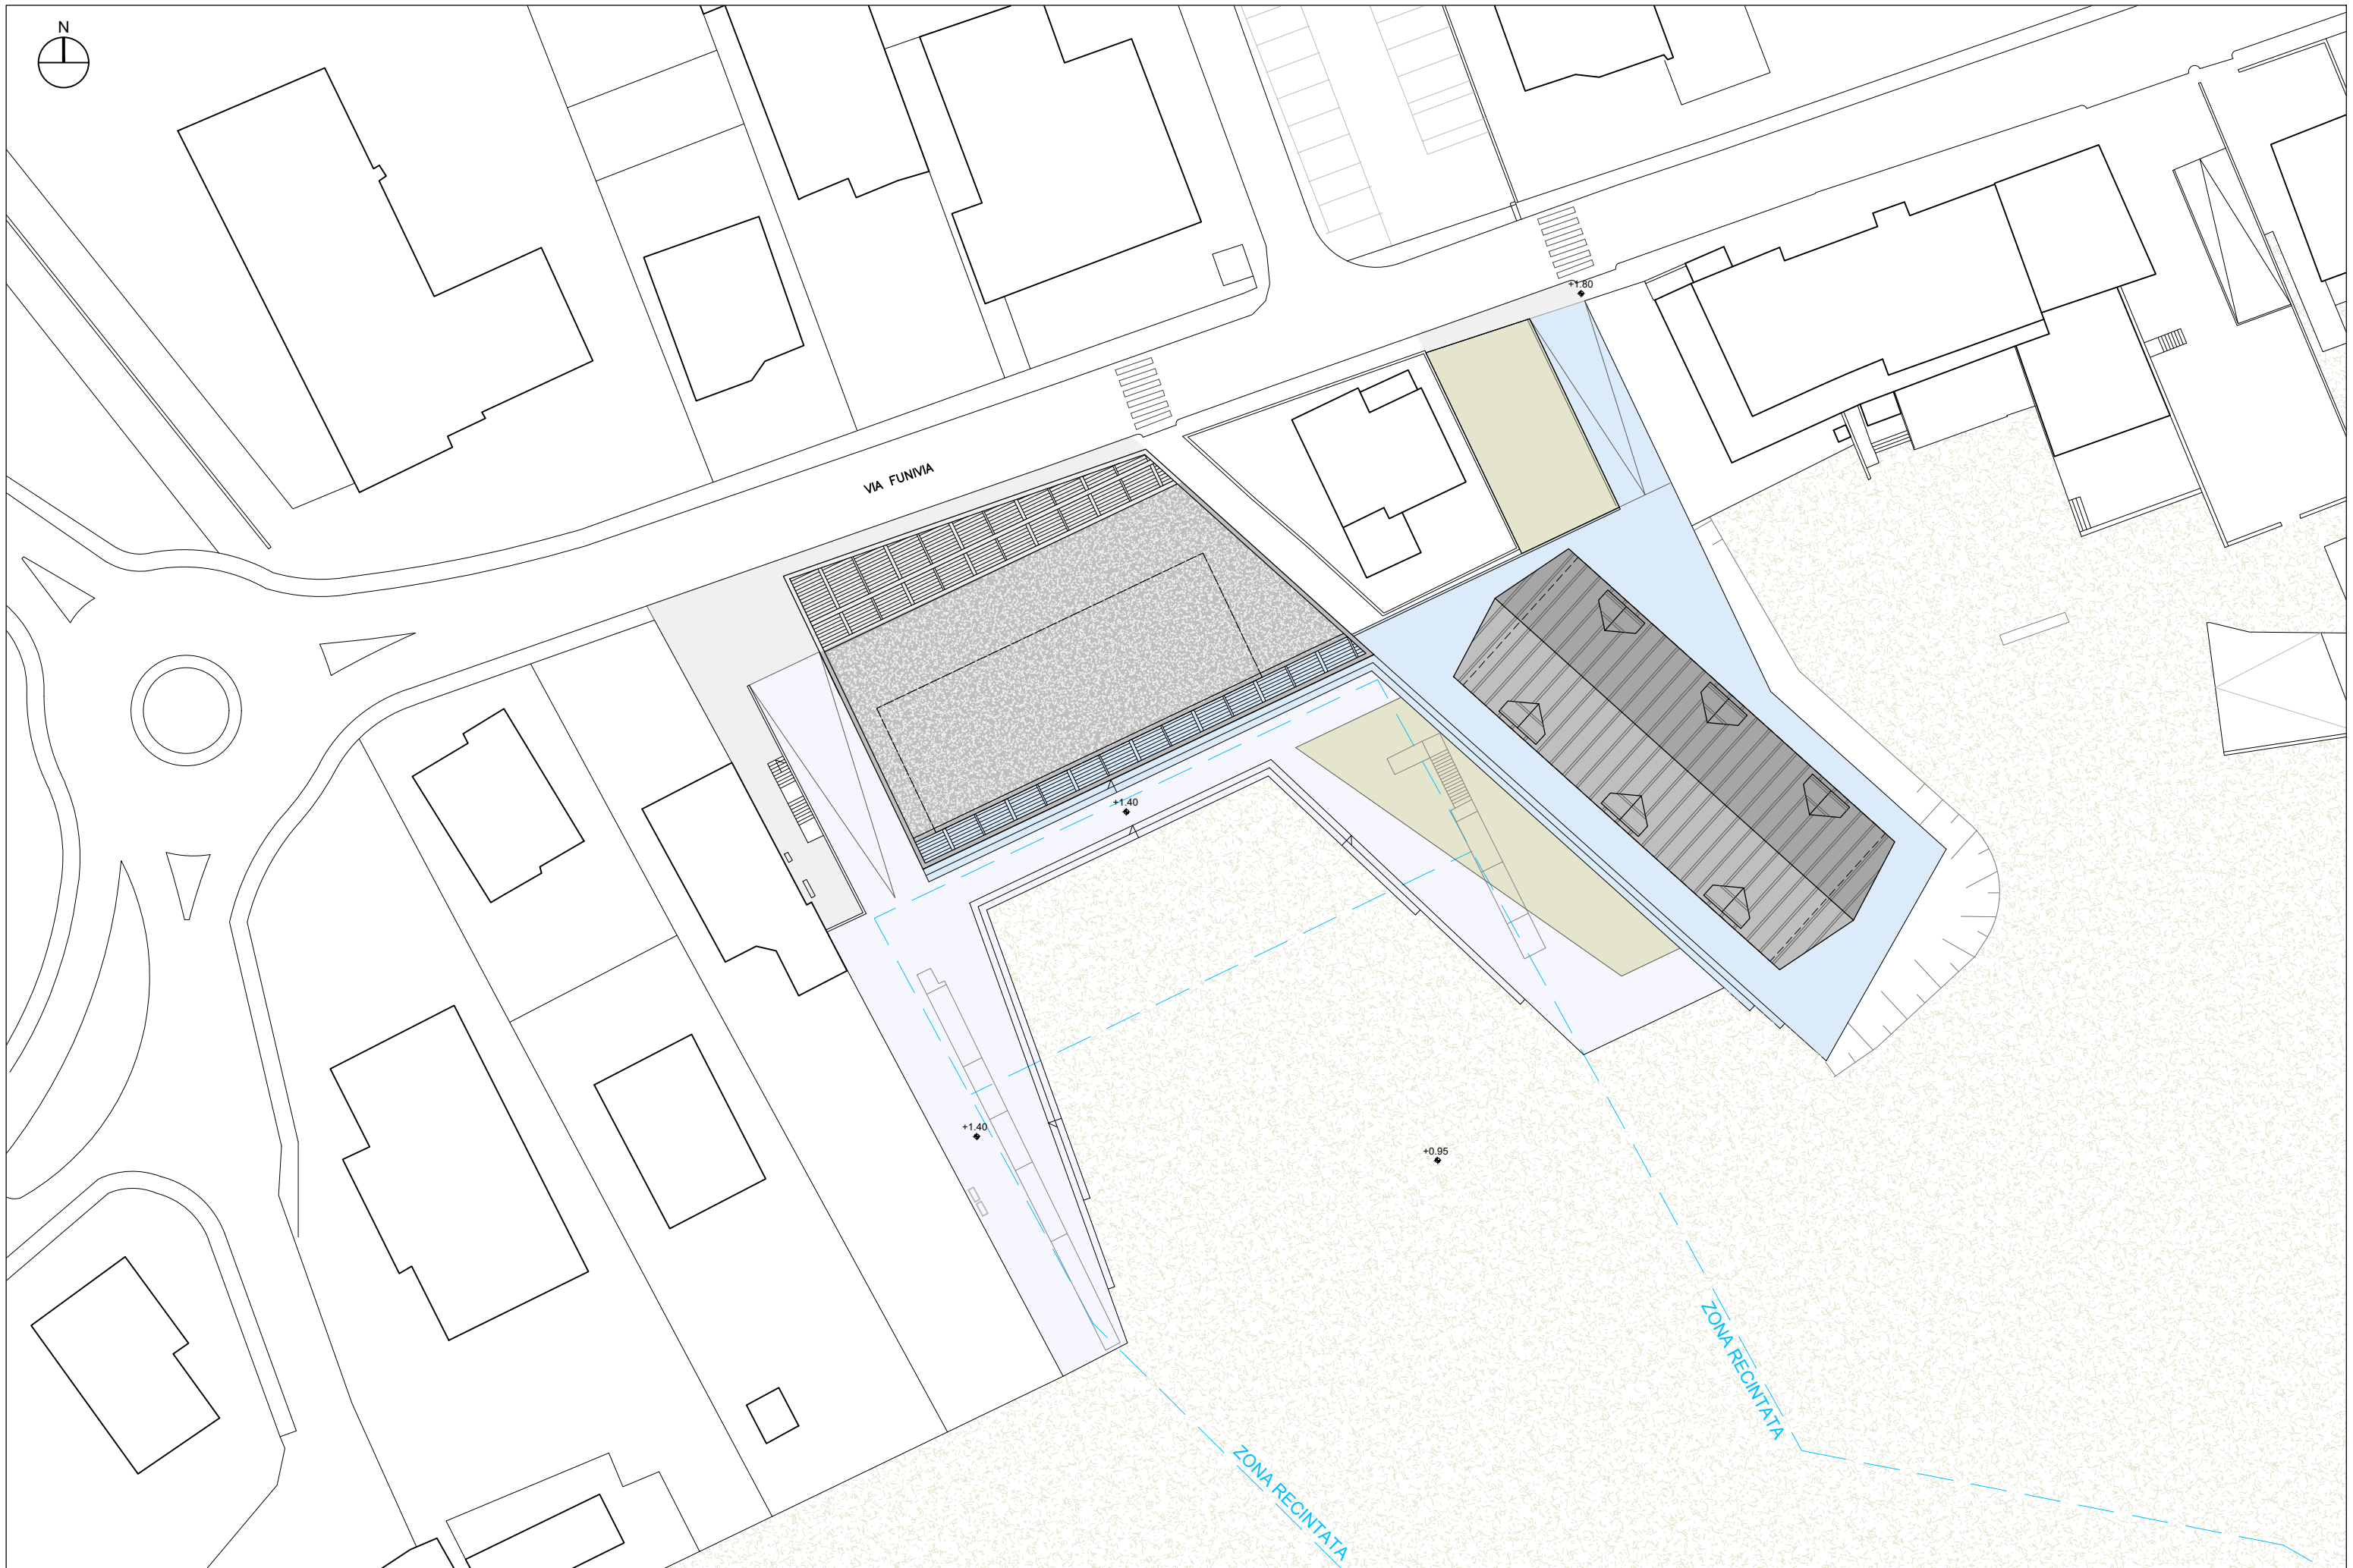 N
+1.80
VIA FUNIVIA
+1.40
+1.40
+0.95
ZONA RECINTATA
ZONA RECINTATA